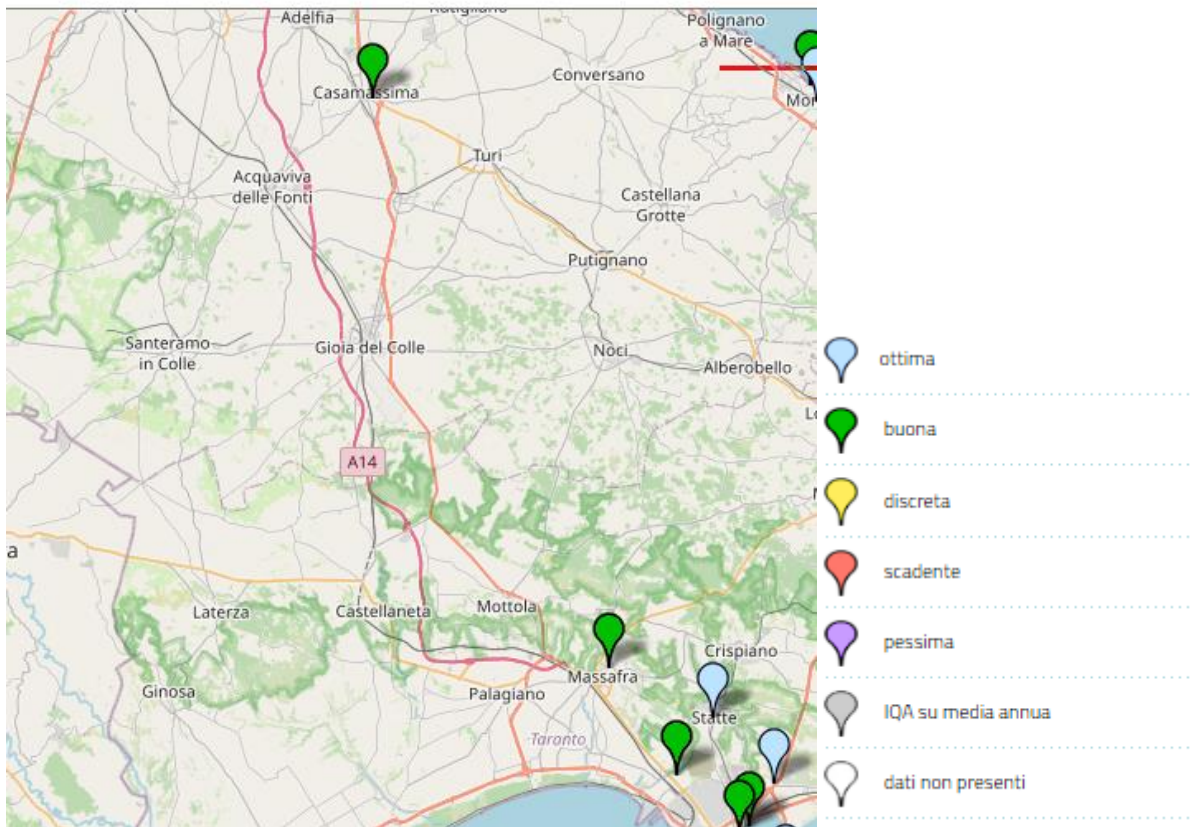 Adelfia
Rutigliano
Polignano
a Mare
Conversano
Casamassima
Turi
Acquaviva
delle Fonti
Castellana
Grotte
Putignano
Santeramo
in Colle
Gioia del Colle
Noci
Alberobello
A14
a
Laterza
Castellaneta
Mottola
Crispiano
Ginosa
Palagiano
Massafra
Statte
Taranto
ottima
buona
discreta
scadente
pessima
IQA su media annua
dati non presenti